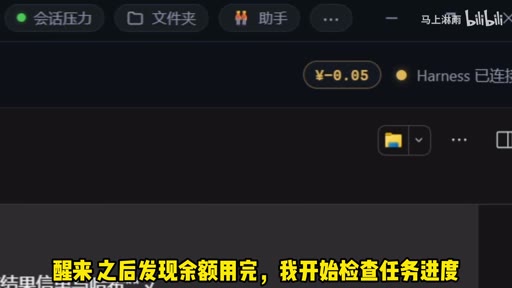 会话压力 文件夹 助手 ...
马上淋雨 bilibili
¥-0.05 Harness 已连接
醒来 之后发现余额用完，我开始检查任务进度